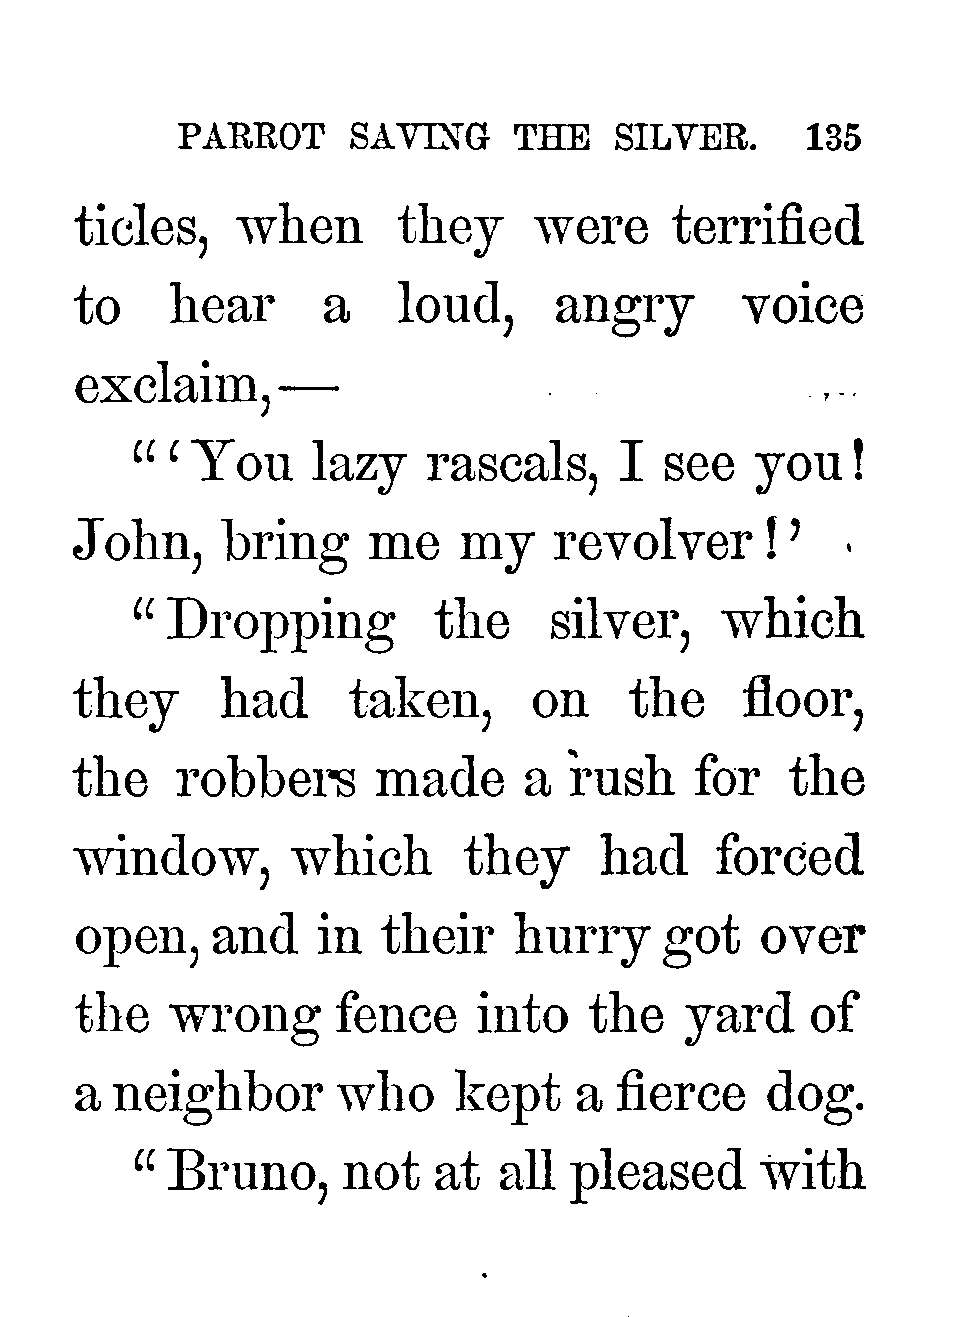 PARROT SAVING THE SILVER. 135
ticles, when they were terrified
to hear a loud, angry voice
exclaim,—
"'You lazy rascals, I see you!
John, bring me my revolver!'
"Dropping the silver, which
they had taken, on the floor,
the robbers made a rush for the
window, which they had forced
open, and in their hurry got over
the wrong fence into the yard of
a neighbor who kept a fierce dog.
"Bruno, not at all pleased with